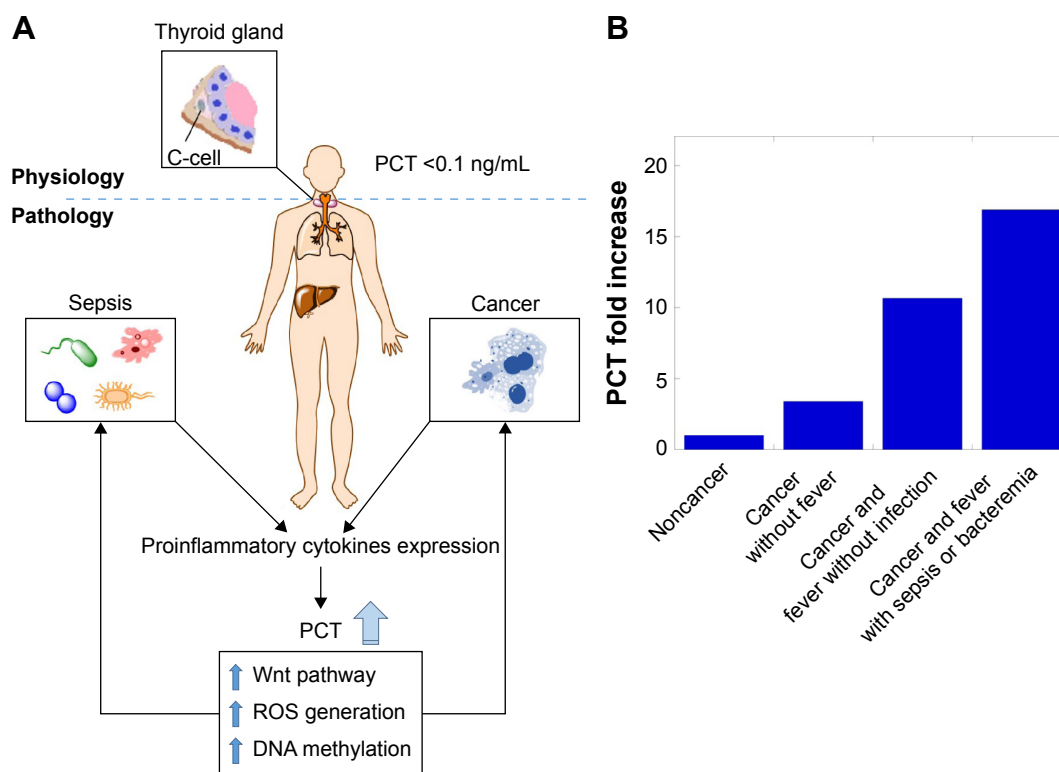 A
Thyroid gland
C-cell
PCT <0.1 ng/mL
Physiology
Pathology
Sepsis
Cancer
Proinflammatory cytokines expression
PCT
Wnt pathway
ROS generation
DNA methylation
B
PCT fold increase
20
15
10
5
0
Noncancer
Cancer
without fever
Cancer and
fever without infection
Cancer and fever
with sepsis or bacteremia